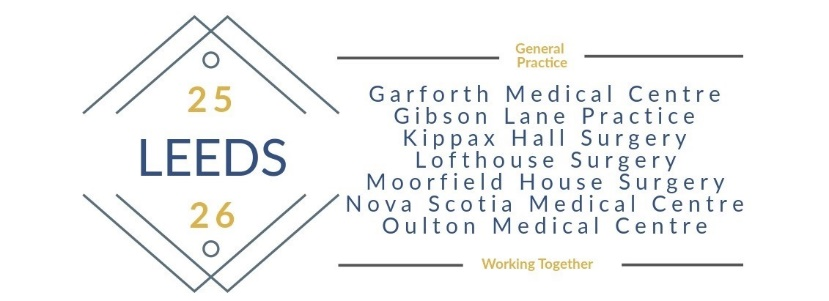 25
LEEDS
26
General
Practice
Garforth Medical Centre
Gibson Lane Practice
Kippax Hall Surgery
Lofthouse Surgery
Moorfield House Surgery
Nova Scotia Medical Centre
Oulton Medical Centre
Working Together